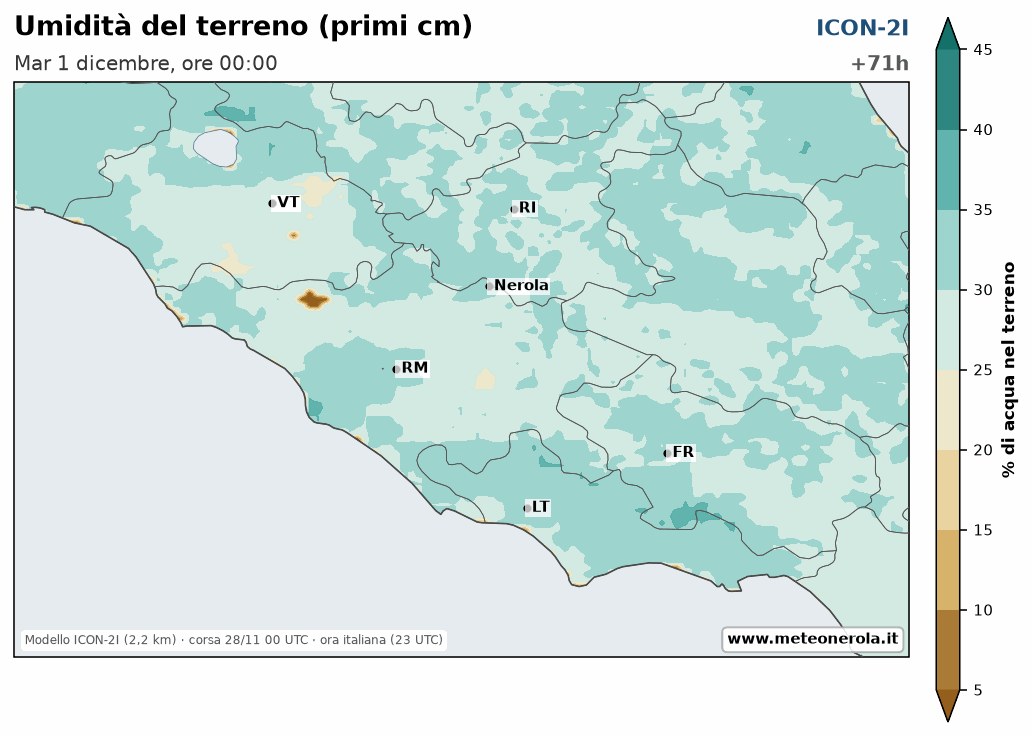 Umidità del terreno (primi cm)
ICON-2I
Mar 1 dicembre, ore 00:00
+71h
VT
RI
Nerola
RM
FR
LT
Modello ICON-2I (2,2 km) · corsa 28/11 00 UTC · ora italiana (23 UTC)
www.meteonerola.it
45
40
35
30
25
20
15
10
5
% di acqua nel terreno